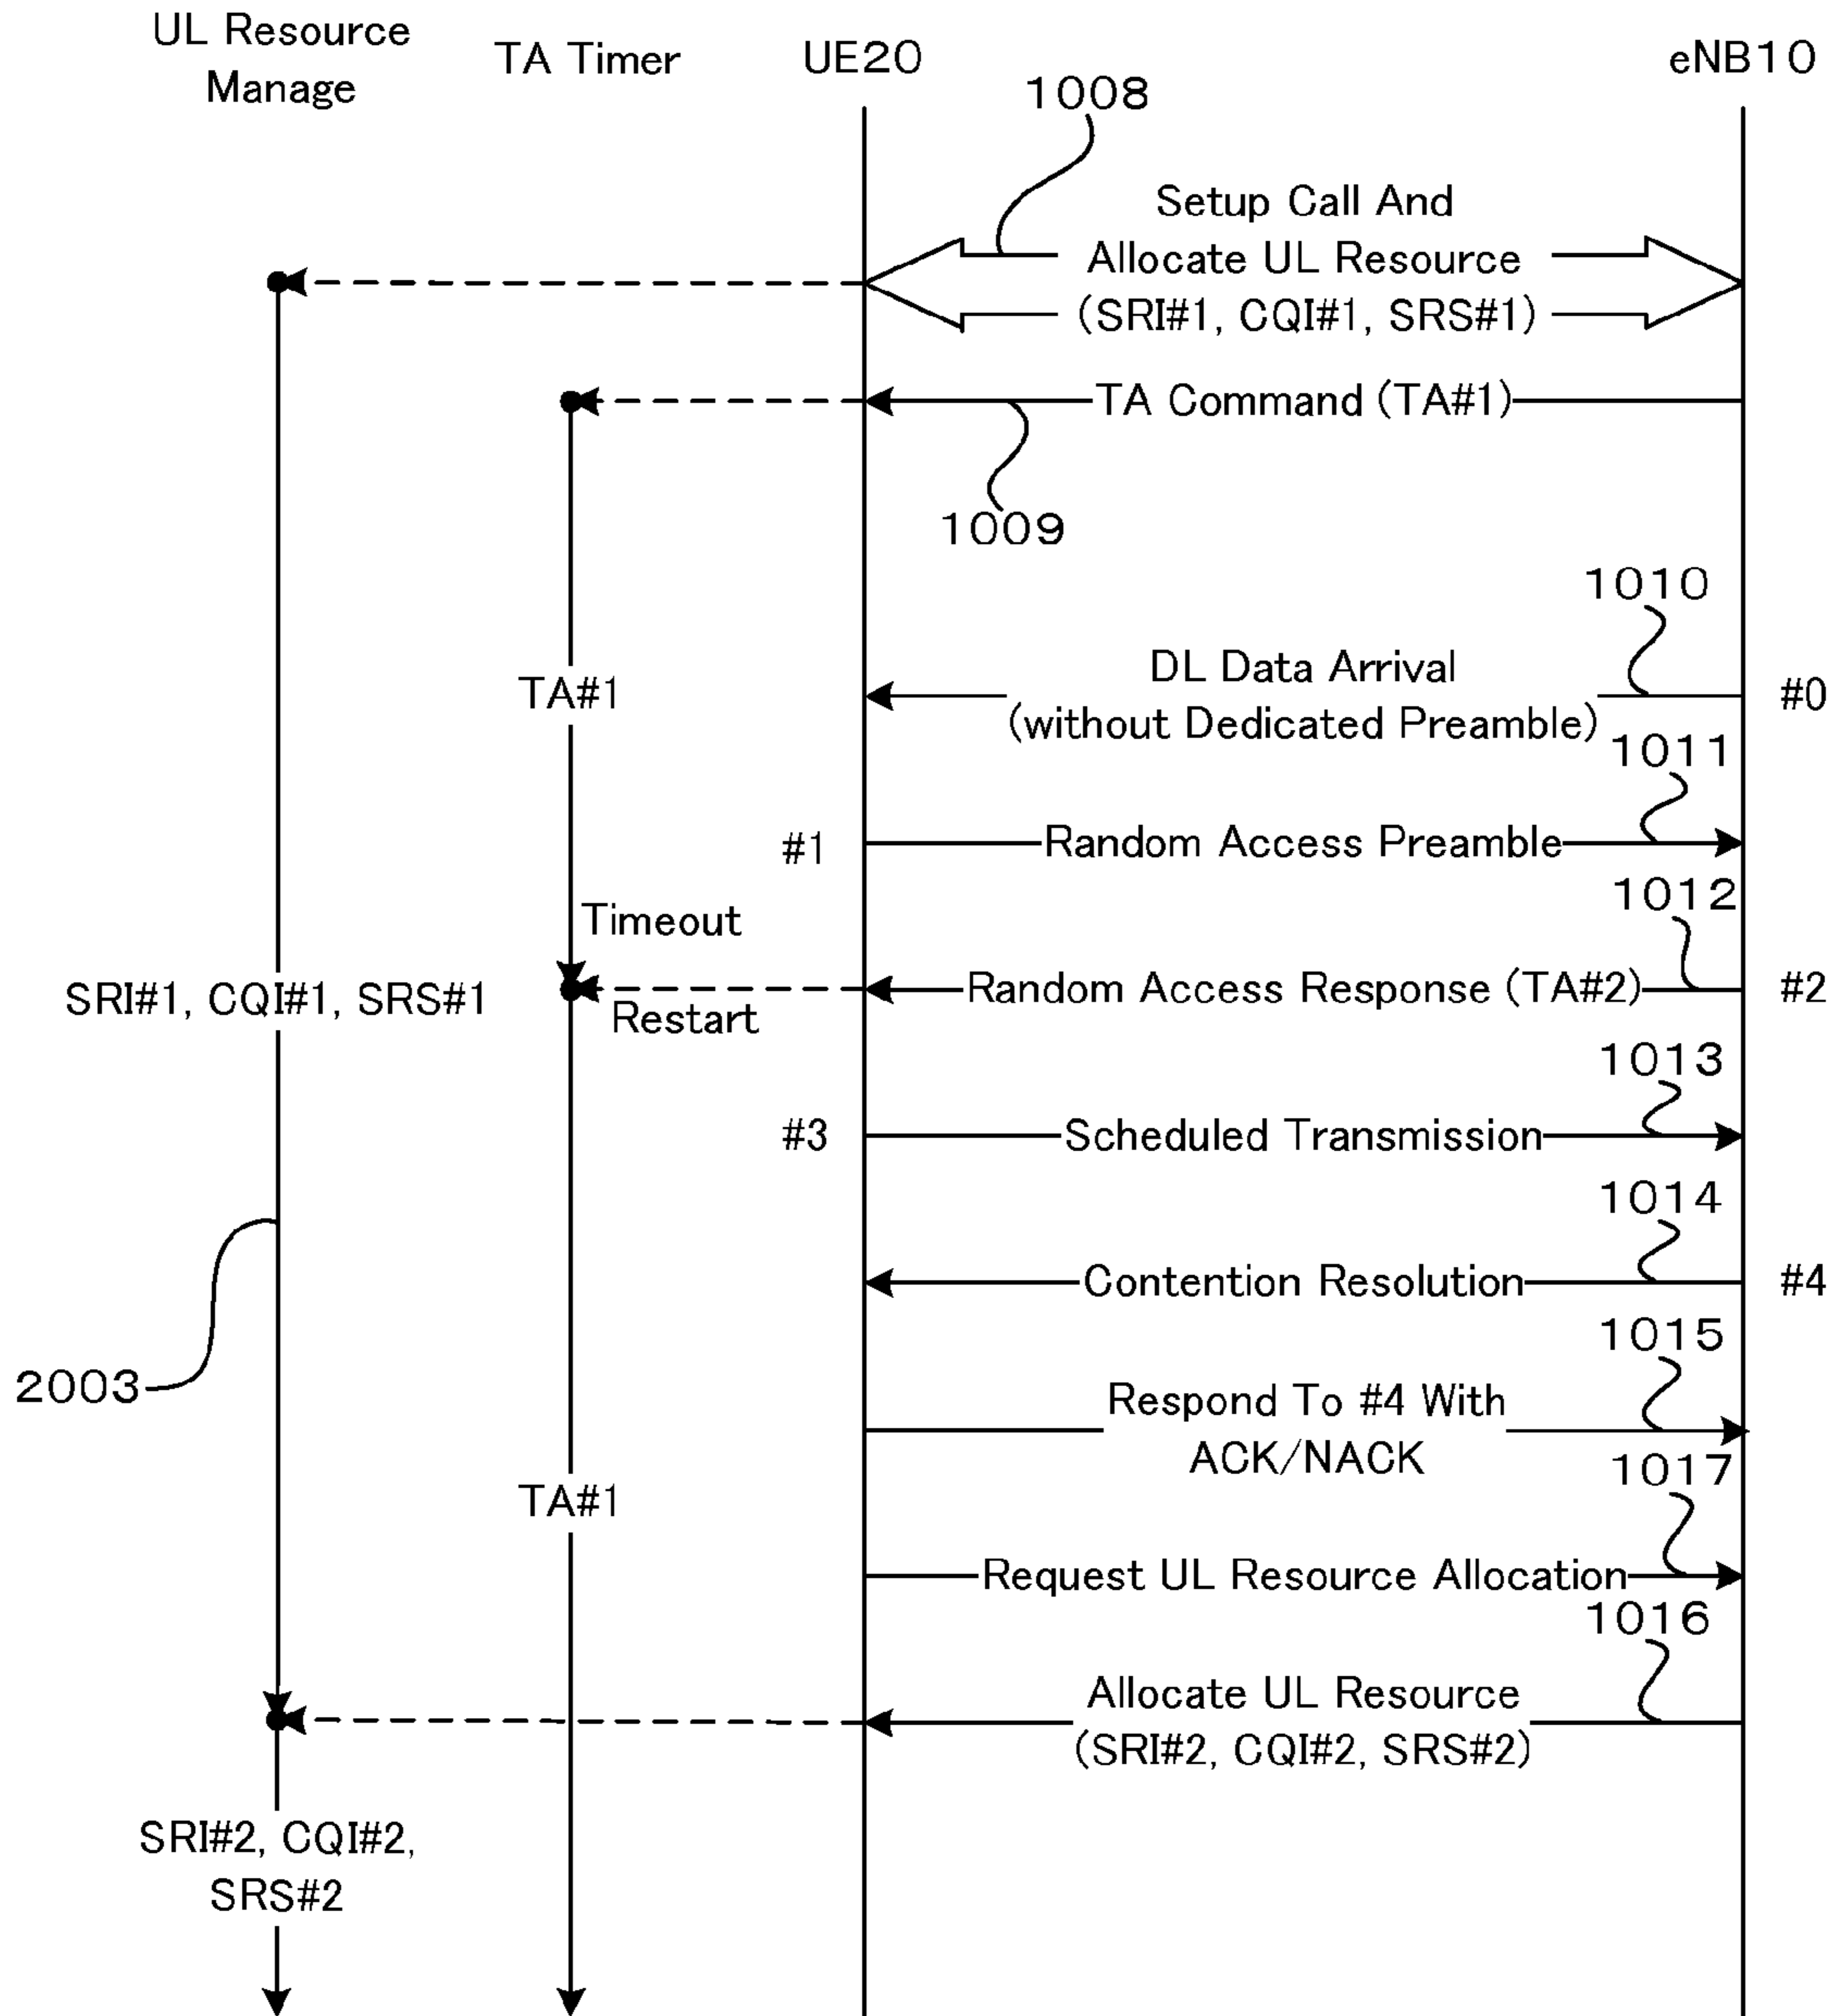 UL Resource
Manage
TA Timer
UE20
eNB10
1008
Setup Call And
Allocate UL Resource
(SRI#1, CQI#1, SRS#1)
TA Command (TA#1)
1009
1010
DL Data Arrival
(without Dedicated Preamble)
TA#1
#0
1011
#1
Random Access Preamble
1012
Timeout
SRI#1, CQI#1, SRS#1
Restart
Random Access Response (TA#2)
#2
1013
#3
Scheduled Transmission
1014
Contention Resolution
#4
2003
1015
Respond To #4 With
ACK/NACK
1017
TA#1
Request UL Resource Allocation
1016
Allocate UL Resource
(SRI#2, CQI#2, SRS#2)
SRI#2, CQI#2,
SRS#2